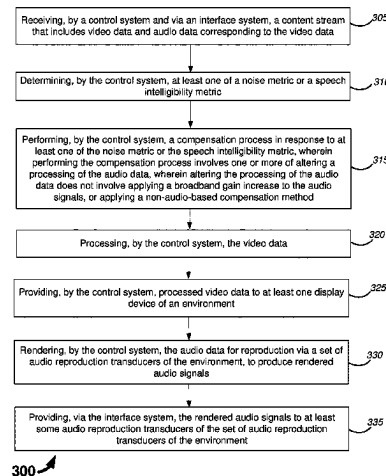 Receiving, by a control system and via an interface system, a content stream
that includes video data and audio data corresponding to the video data
305
Determining, by the control system, at least one of a noise metric or a speech
intelligibility metric
310
Performing, by the control system, a compensation process in response to at
least one of the noise metric or the speech intelligibility metric, wherein
performing the compensation process involves one or more of altering a
processing of the audio data, wherein altering the processing of the audio
data does not involve applying a broadband gain increase to the audio
signals, or applying a non-audio-based compensation method
315
Processing, by the control system, the video data
320
Providing, by the control system, processed video data to at least one display
device of an environment
325
Rendering, by the control system, the audio data for reproduction via a set of
audio reproduction transducers of the environment, to produce rendered
audio signals
330
Providing, via the interface system, the rendered audio signals to at least
some audio reproduction transducers of the set of audio reproduction
transducers of the environment
335
300